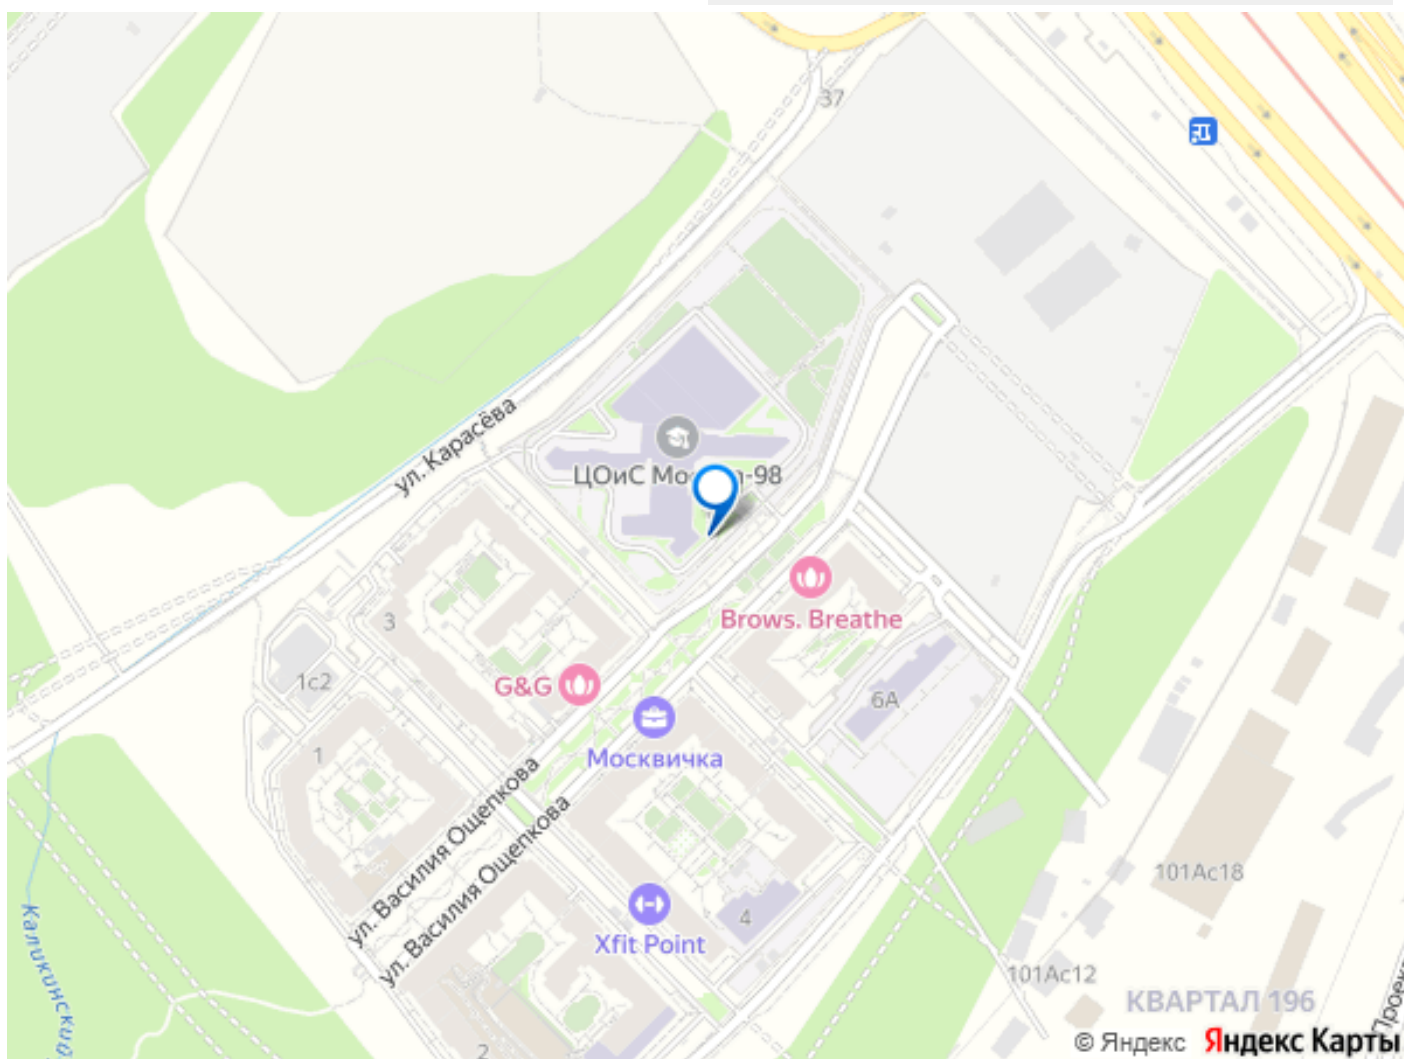 37
ул. Карасёва
ЦОиС Мо
-98
Brows. Breathe
3
G&G
1с2
6А
Москвичка
1
ул. Василия Ощепкова
ул. Василия Ощепкова
101Ас18
4
Xfit Point
Каликинский
101Ас12
КВАРТАЛ 196
2
© Яндекс Яндекс Карты